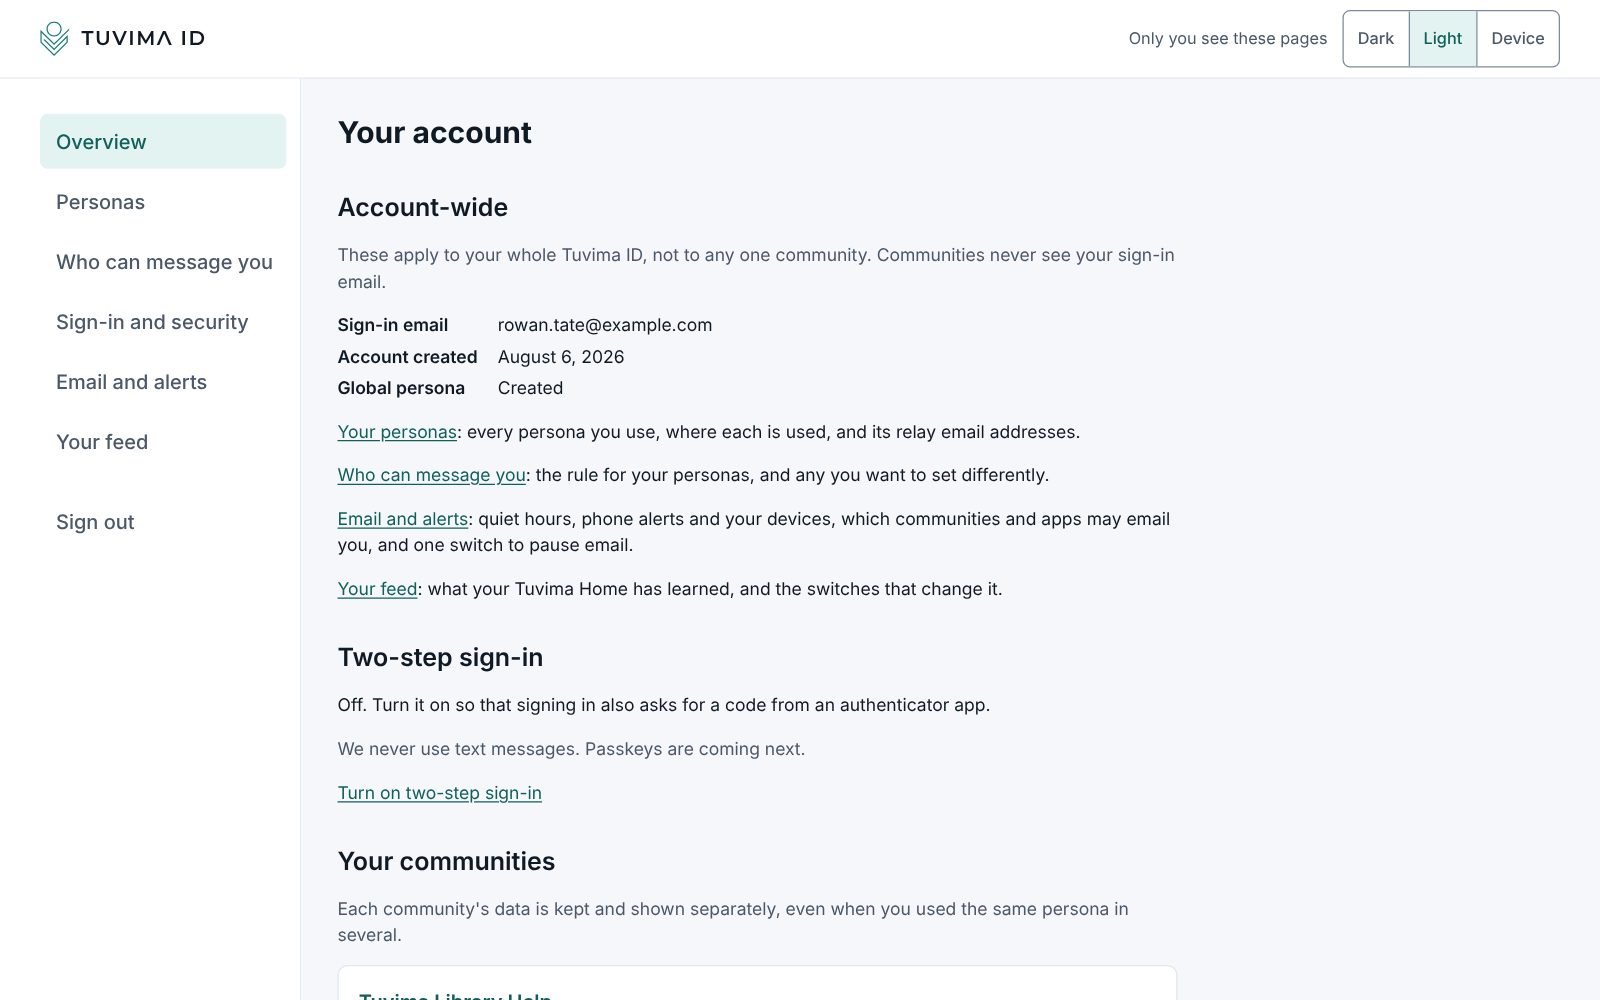 TUVIMA ID
Only you see these pages
Dark
Light
Device
Overview
Personas
Who can message you
Sign-in and security
Email and alerts
Your feed
Sign out
Your account
Account-wide
These apply to your whole Tuvima ID, not to any one community. Communities never see your sign-in
email.
Sign-in email rowan.tate@example.com
Account created August 6, 2026
Global persona Created
Your personas: every persona you use, where each is used, and its relay email addresses.
Who can message you: the rule for your personas, and any you want to set differently.
Email and alerts: quiet hours, phone alerts and your devices, which communities and apps may email
you, and one switch to pause email.
Your feed: what your Tuvima Home has learned, and the switches that change it.
Two-step sign-in
Off. Turn it on so that signing in also asks for a code from an authenticator app.
We never use text messages. Passkeys are coming next.
Turn on two-step sign-in
Your communities
Each community's data is kept and shown separately, even when you used the same persona in
several.
Tuvima Library Help